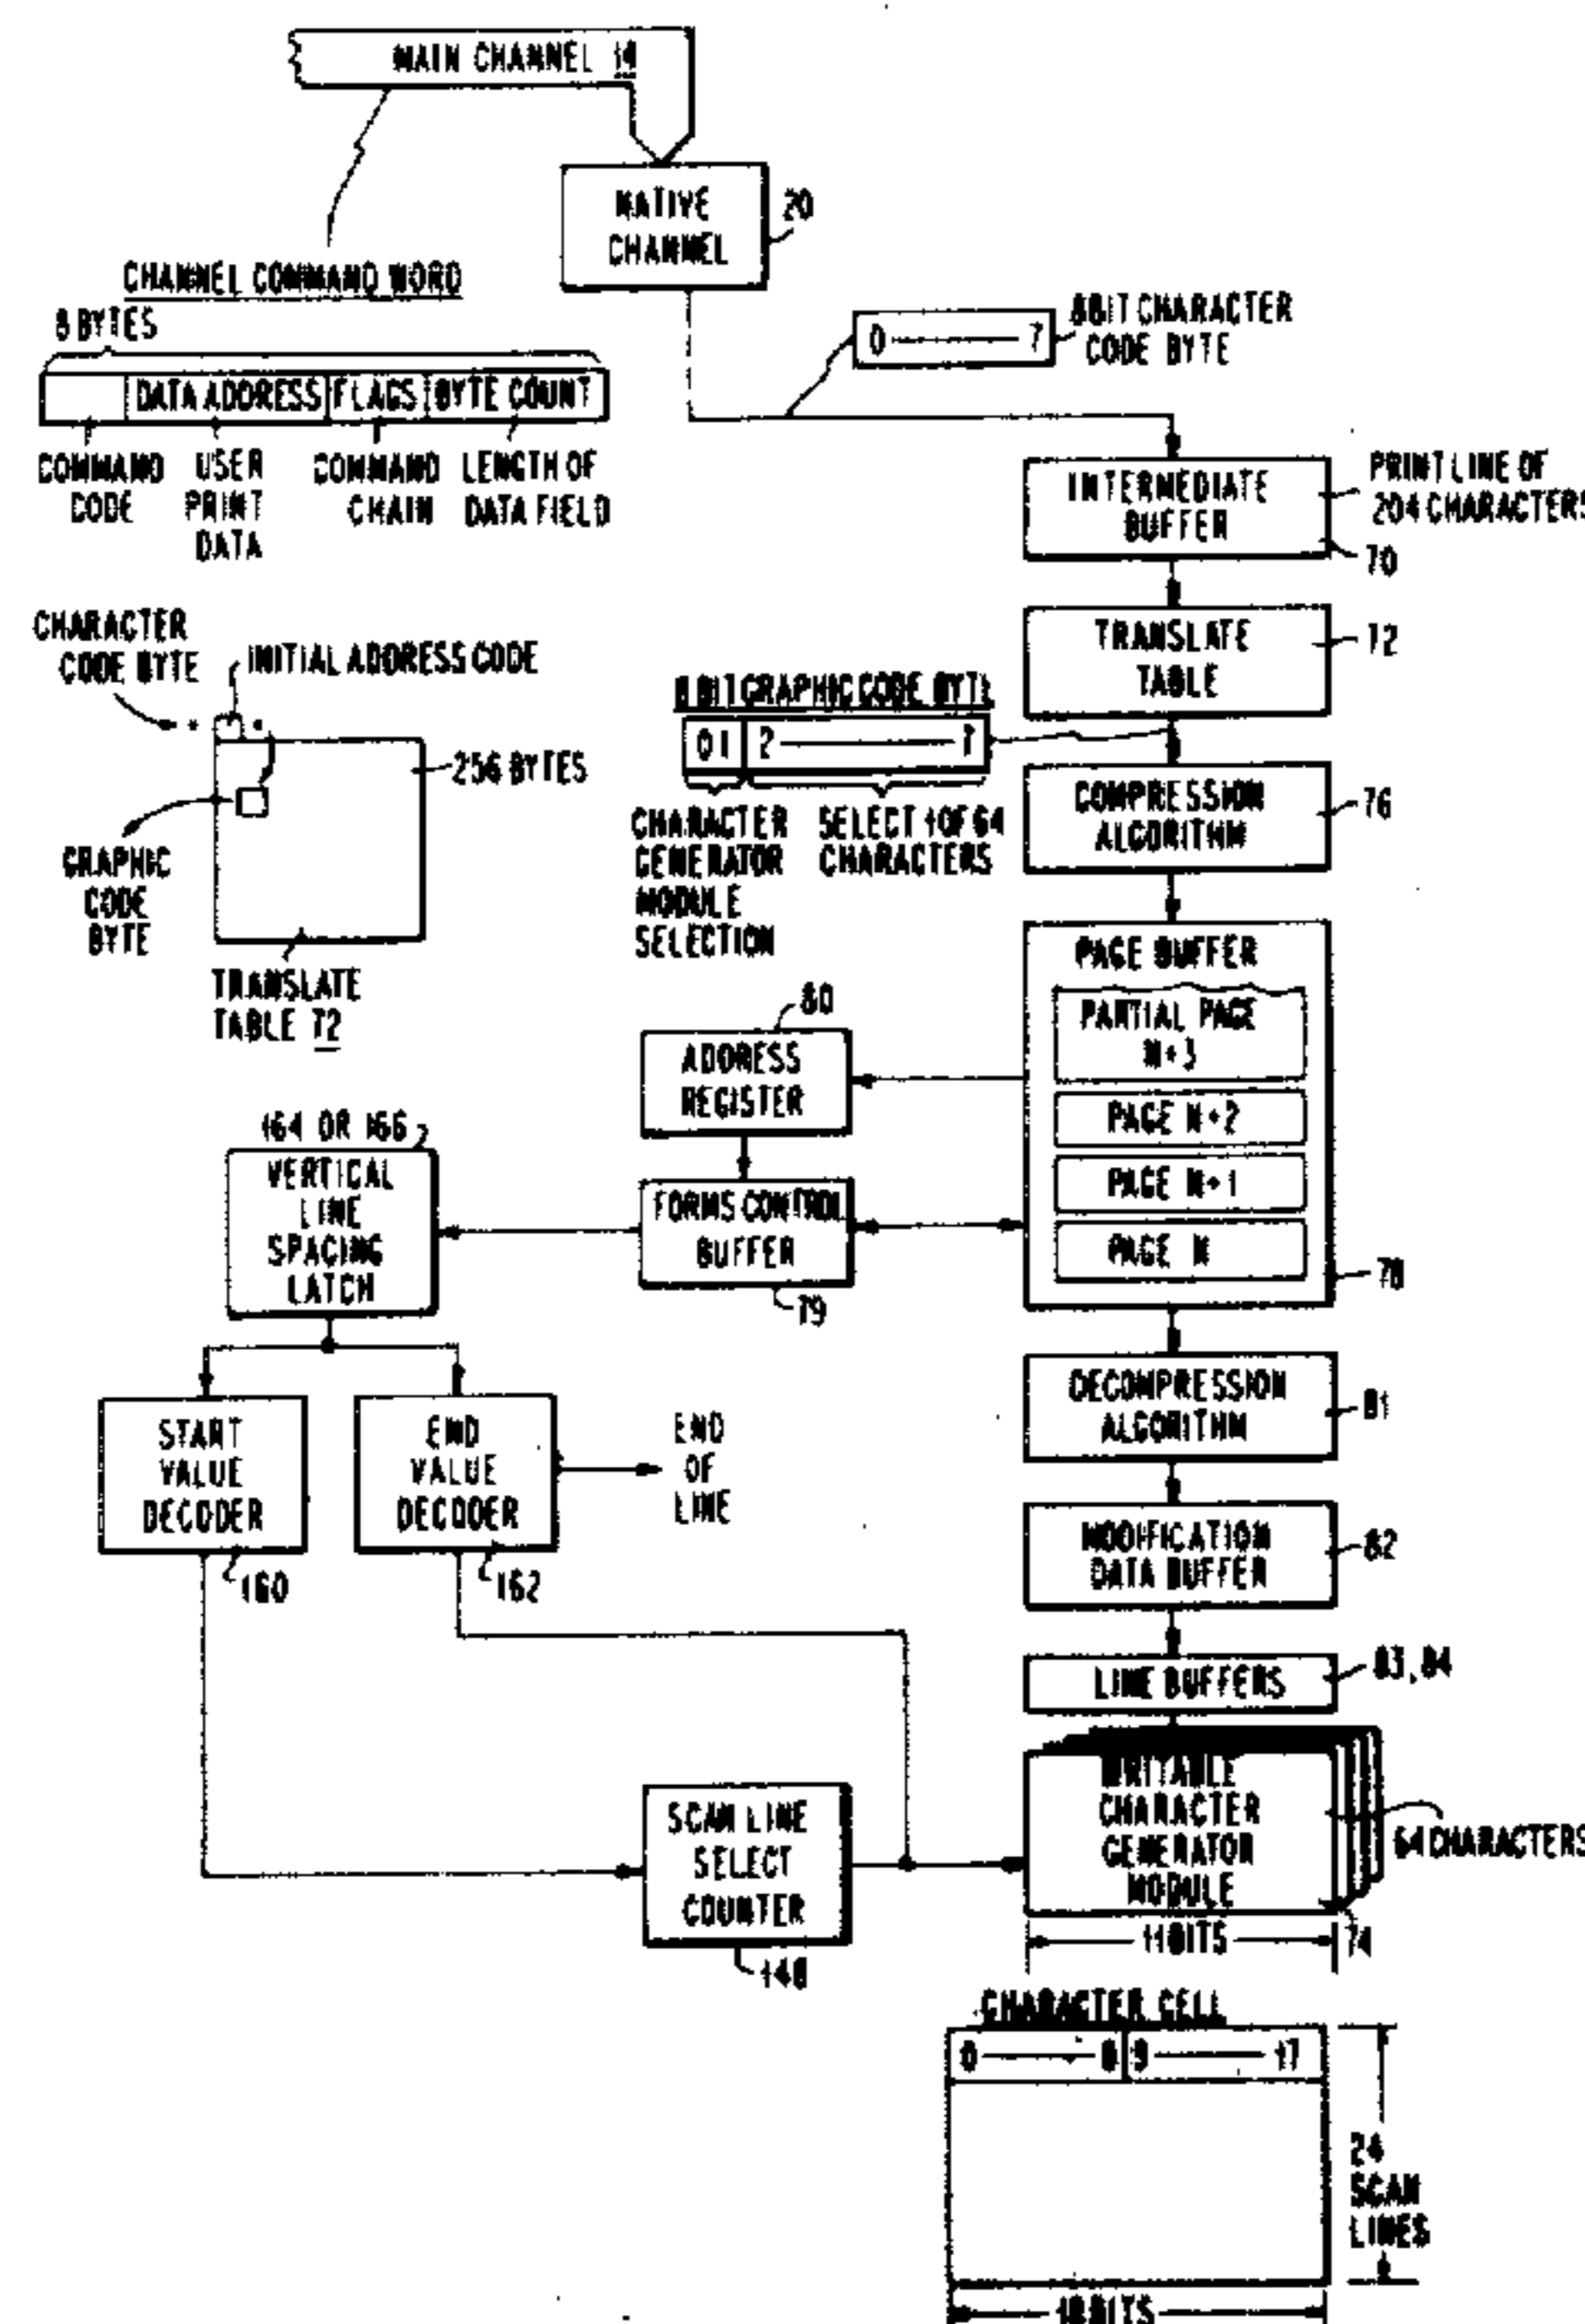 MAIN CHANNEL 14
NATIVE
CHANNEL
20
CHANNEL COMMAND WORD
8 BYTES
DATA ADDRESS FLAGS BYTE COUNT
COMMAND
CODE
USER
PRINT
DATA
COMMAND
CHAIN
LENGTH OF
DATA FIELD
0 7
8BIT CHARACTER
CODE BYTE
INTERMEDIATE
BUFFER
PRINT LINE OF
204 CHARACTERS
70
CHARACTER
CODE BYTE
INITIAL ADDRESS CODE
256 BYTES
GRAPHIC
CODE
BYTE
TRANSLATE
TABLE 72
TRANSLATE
TABLE
72
8 BIT GRAPHIC CODE BYTE
0 1 2 7
CHARACTER
GENERATOR
MODULE
SELECTION
SELECT 1 OF 64
CHARACTERS
COMPRESSION
ALGORITHM
76
PAGE BUFFER
PARTIAL PAGE
N+3
PAGE N+2
PAGE N+1
PAGE N
78
80
ADDRESS
REGISTER
FORMS CONTROL
BUFFER
79
164 OR 166
VERTICAL
LINE
SPACING
LATCH
START
VALUE
DECODER
160
END
VALUE
DECODER
162
END
OF
LINE
DECOMPRESSION
ALGORITHM
81
MODIFICATION
DATA BUFFER
82
LINE BUFFERS
83, 84
WRITABLE
CHARACTER
GENERATOR
MODULE
64 CHARACTERS
74
SCAN LINE
SELECT
COUNTER
148
BITS
CHARACTER CELL
0 8 9 17
24
SCAN
LINES
18 BITS